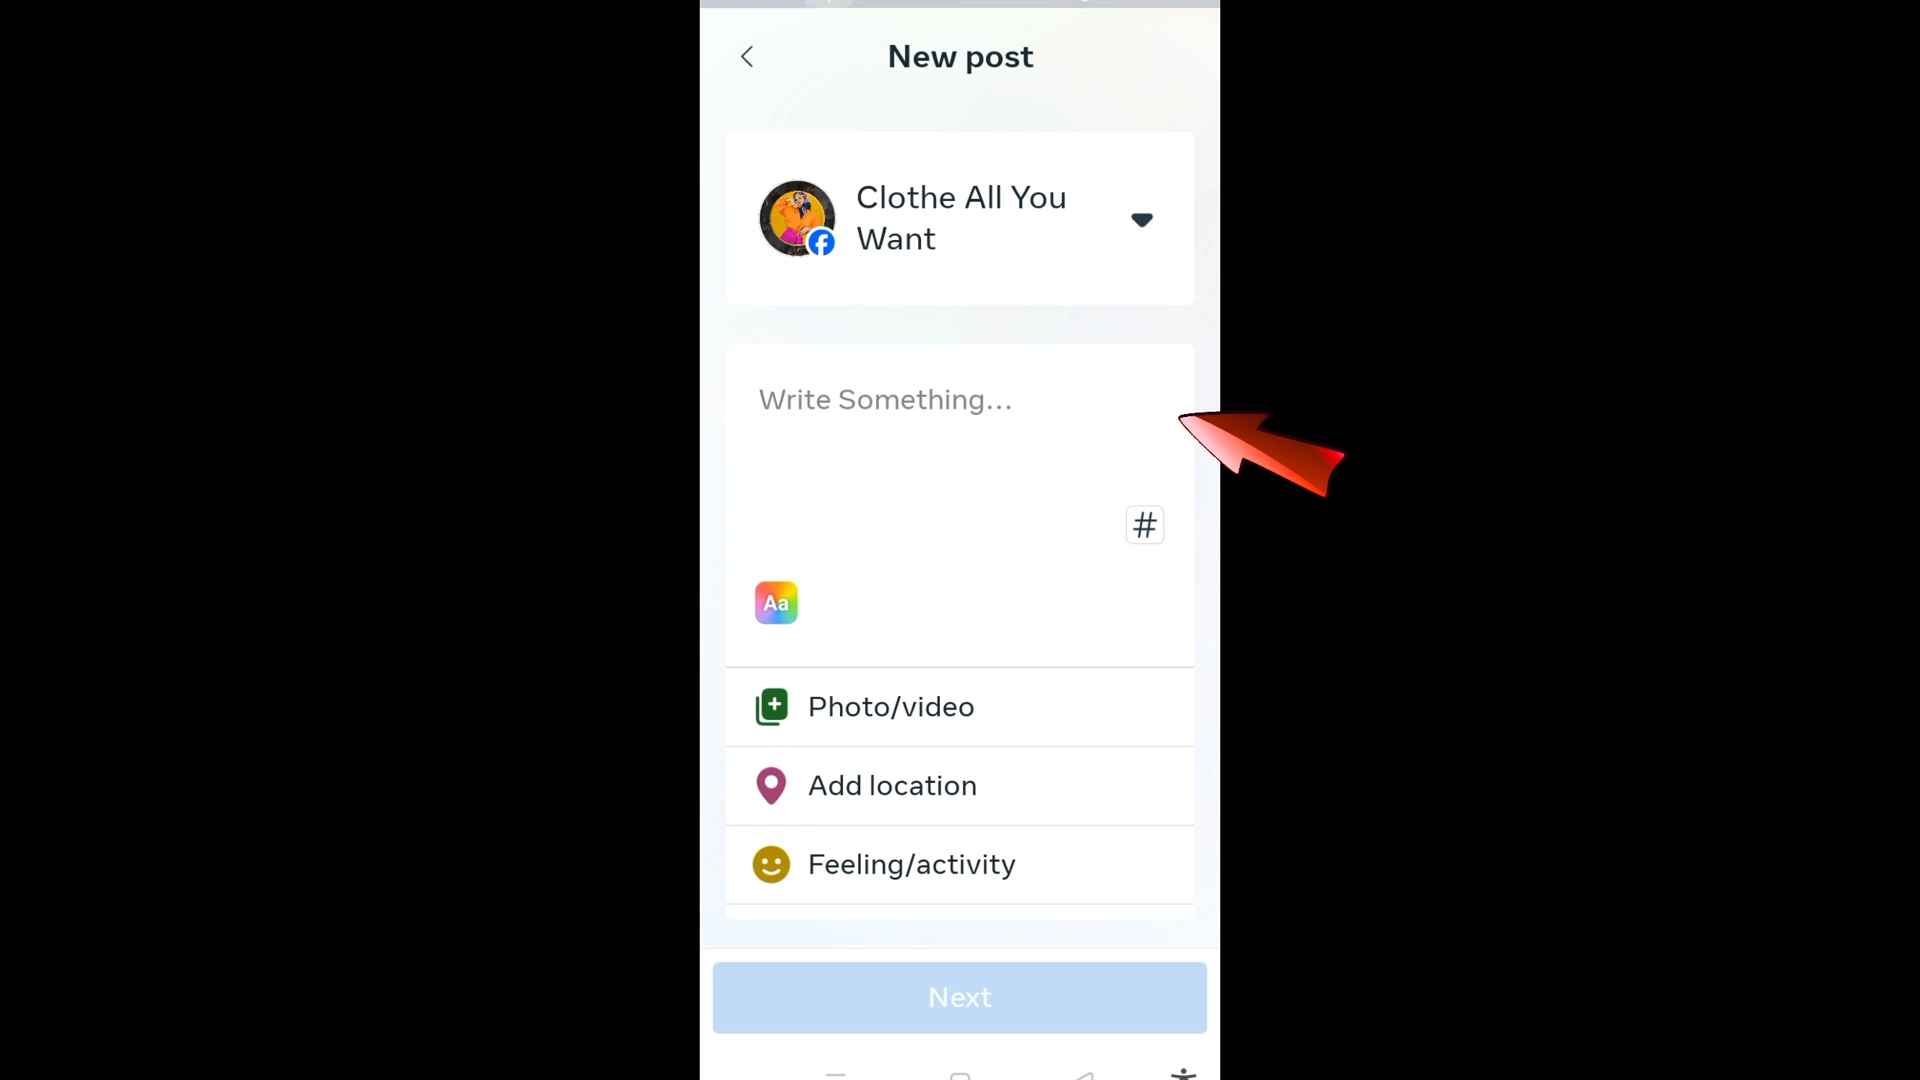 New post
Clothe All You
Want
Write Something...
#
Aa
Photo/video
Add location
Feeling/activity
Next